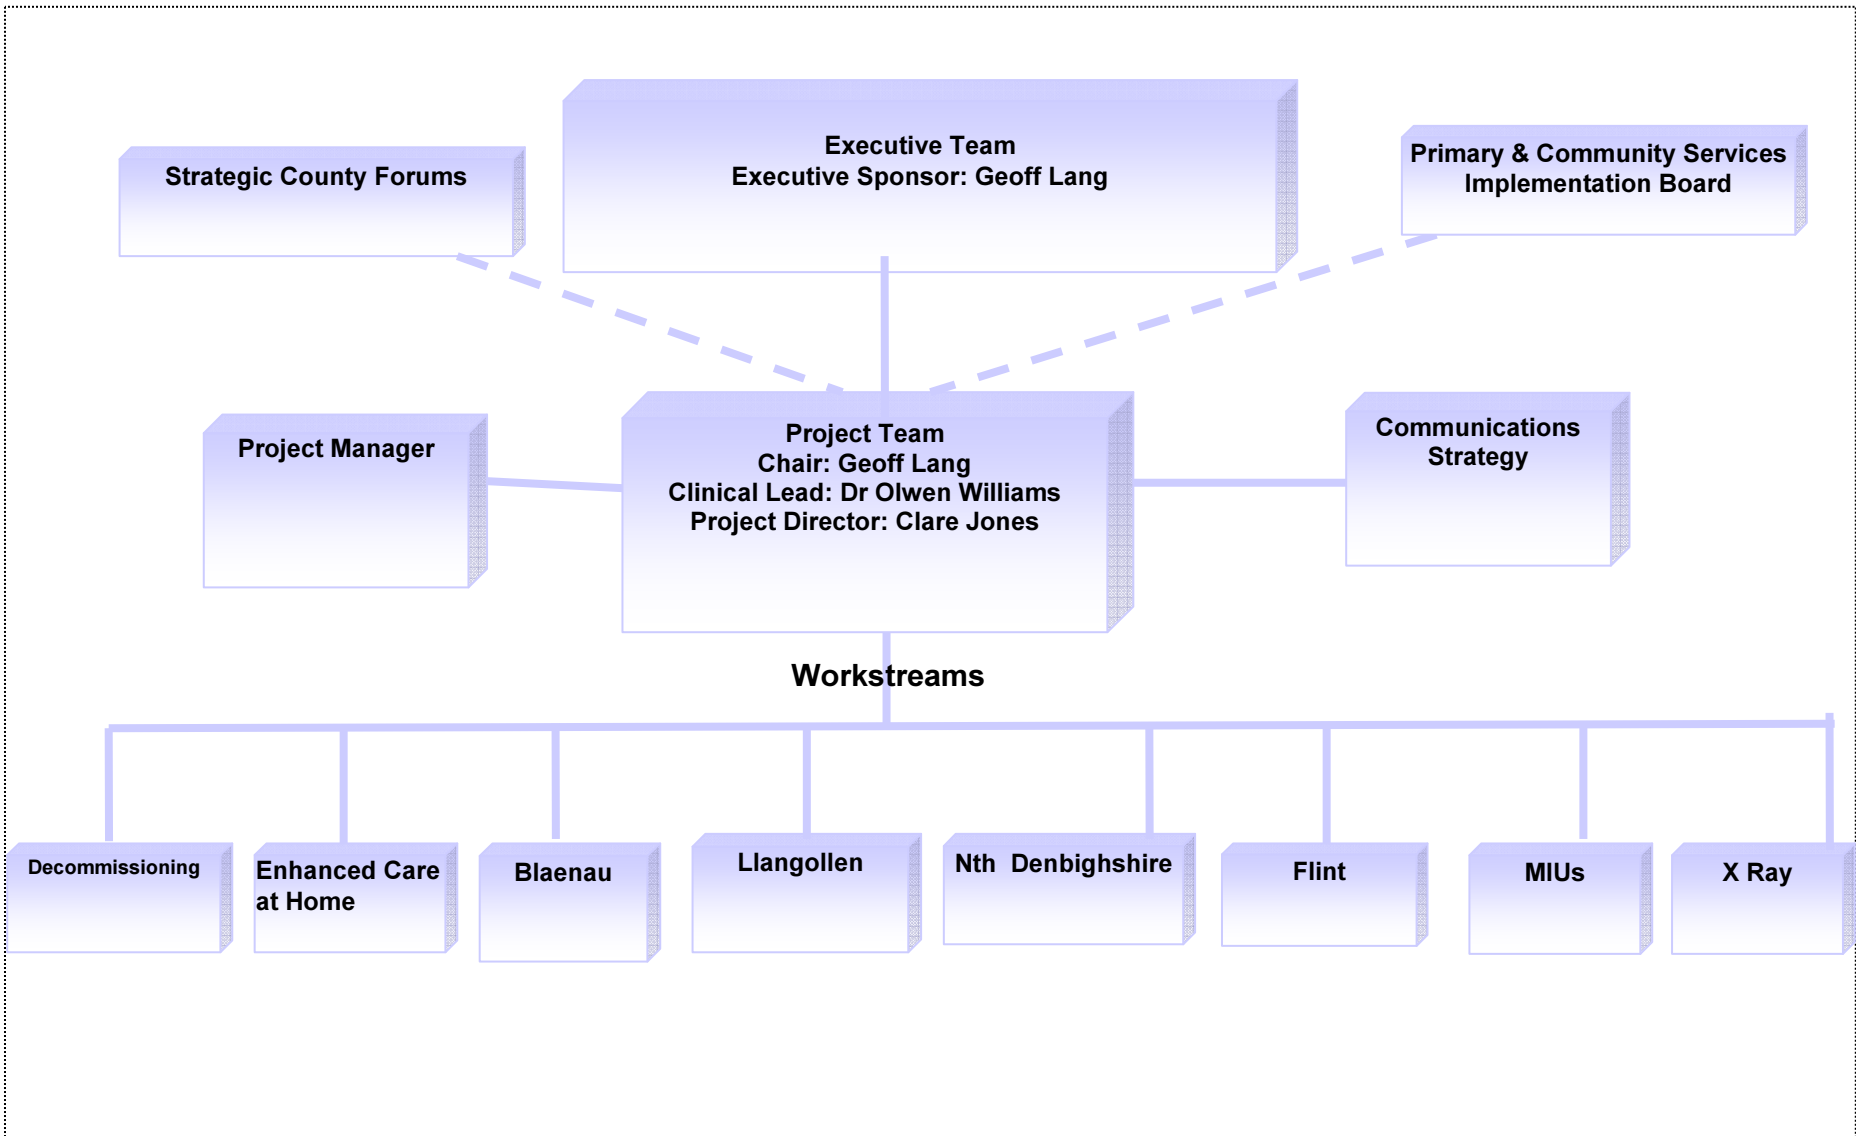 Strategic County Forums
Executive Team
Executive Sponsor: Geoff Lang
Primary & Community Services
Implementation Board
Project Manager
Project Team
Chair: Geoff Lang
Clinical Lead: Dr Olwen Williams
Project Director: Clare Jones
Communications
Strategy
Workstreams
Decommissioning
Enhanced Care
at Home
Blaenau
Llangollen
Nth Denbighshire
Flint
MIUs
X Ray